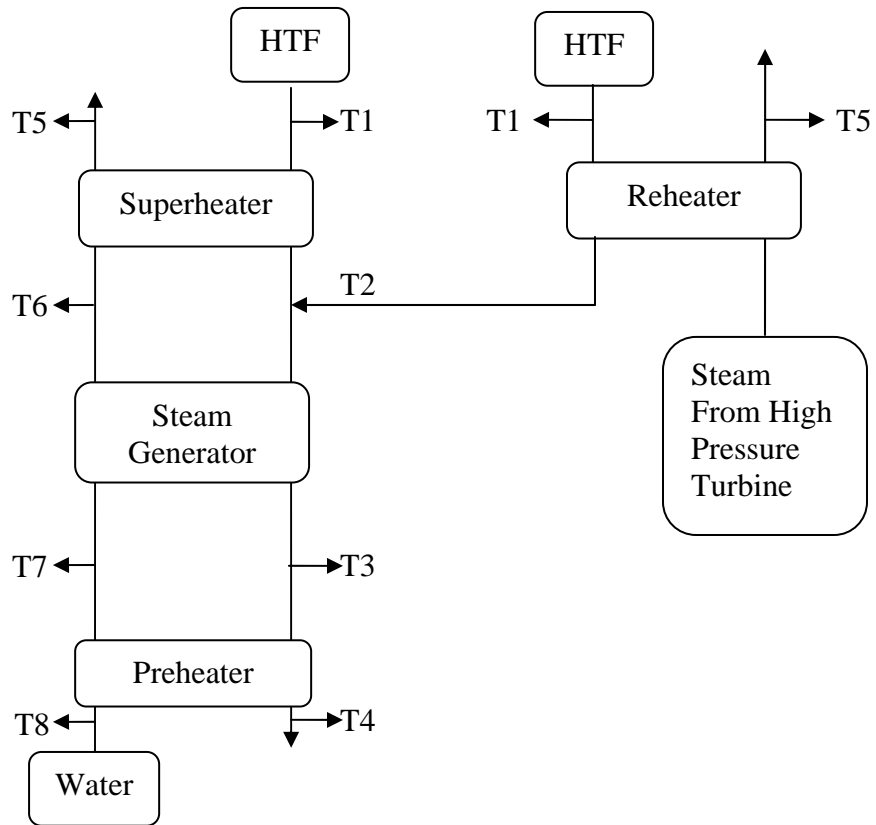 HTF
HTF
T5
T1
T1
T5
Superheater
Reheater
T2
T6
Steam
Generator
Steam
From High
Pressure
Turbine
T7
T3
Preheater
T8
T4
Water